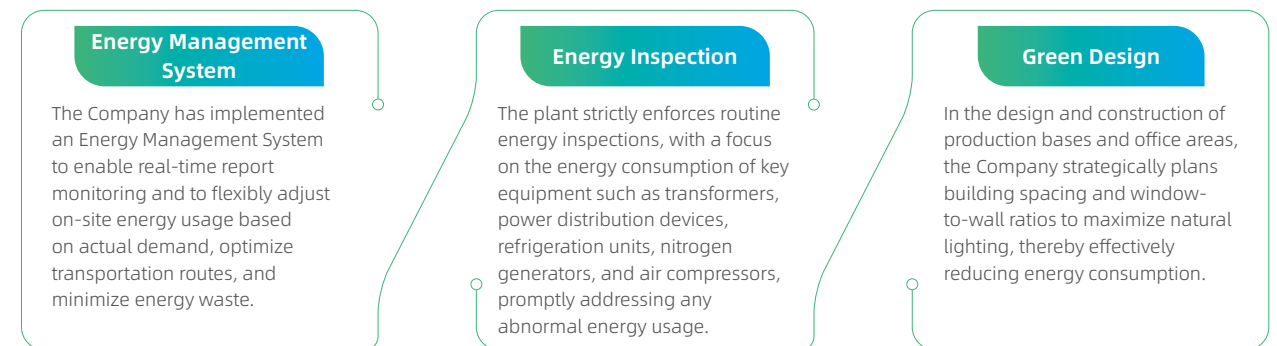 Energy Management
System
The Company has implemented
an Energy Management System
to enable real-time report
monitoring and to flexibly adjust
on-site energy usage based
on actual demand, optimize
transportation routes, and
minimize energy waste.
Energy Inspection
The plant strictly enforces routine
energy inspections, with a focus
on the energy consumption of key
equipment such as transformers,
power distribution devices,
refrigeration units, nitrogen
generators, and air compressors,
promptly addressing any
abnormal energy usage.
Green Design
In the design and construction of
production bases and office areas,
the Company strategically plans
building spacing and window-
to-wall ratios to maximize natural
lighting, thereby effectively
reducing energy consumption.